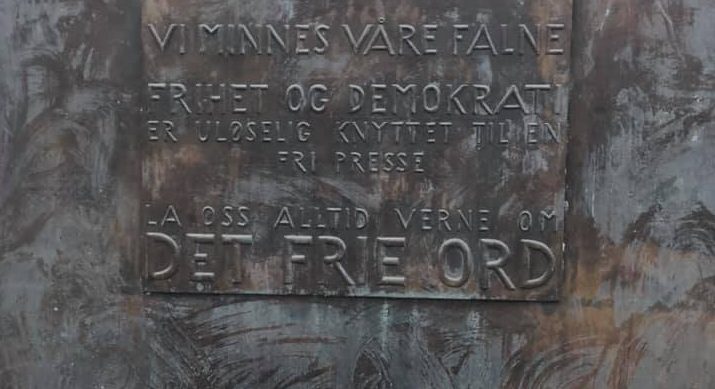 VI MINNES VÅRE FALNE
FRIHET OG DEMOKRATI
ER ULØSELIG KNYTTET TIL EN
FRI PRESSE
LA OSS ALLTID VERNE OM
DET FRIE ORD